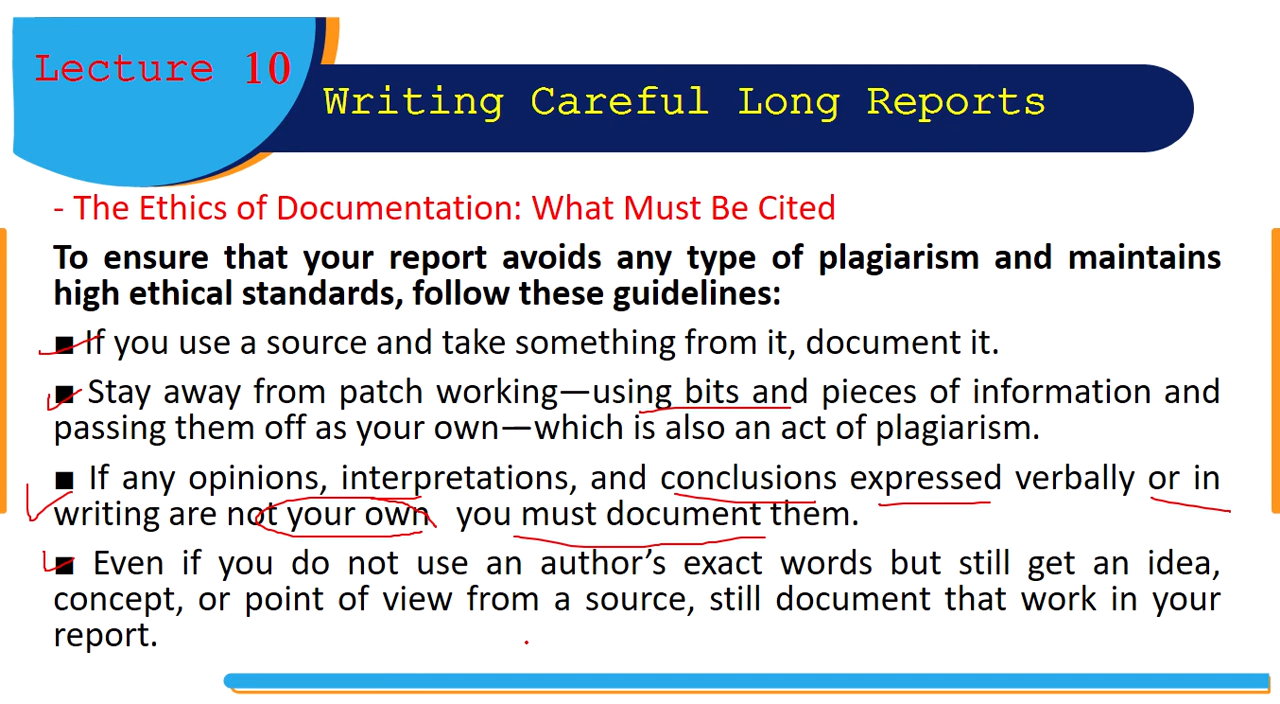 Lecture 10
Writing Careful Long Reports
- The Ethics of Documentation: What Must Be Cited
To ensure that your report avoids any type of plagiarism and maintains
high ethical standards, follow these guidelines:
■ If you use a source and take something from it, document it.
■ Stay away from patch working—using bits and pieces of information and
passing them off as your own—which is also an act of plagiarism.
■ If any opinions, interpretations, and conclusions expressed verbally or in
writing are not your own you must document them.
■ Even if you do not use an author's exact words but still get an idea,
concept, or point of view from a source, still document that work in your
report.